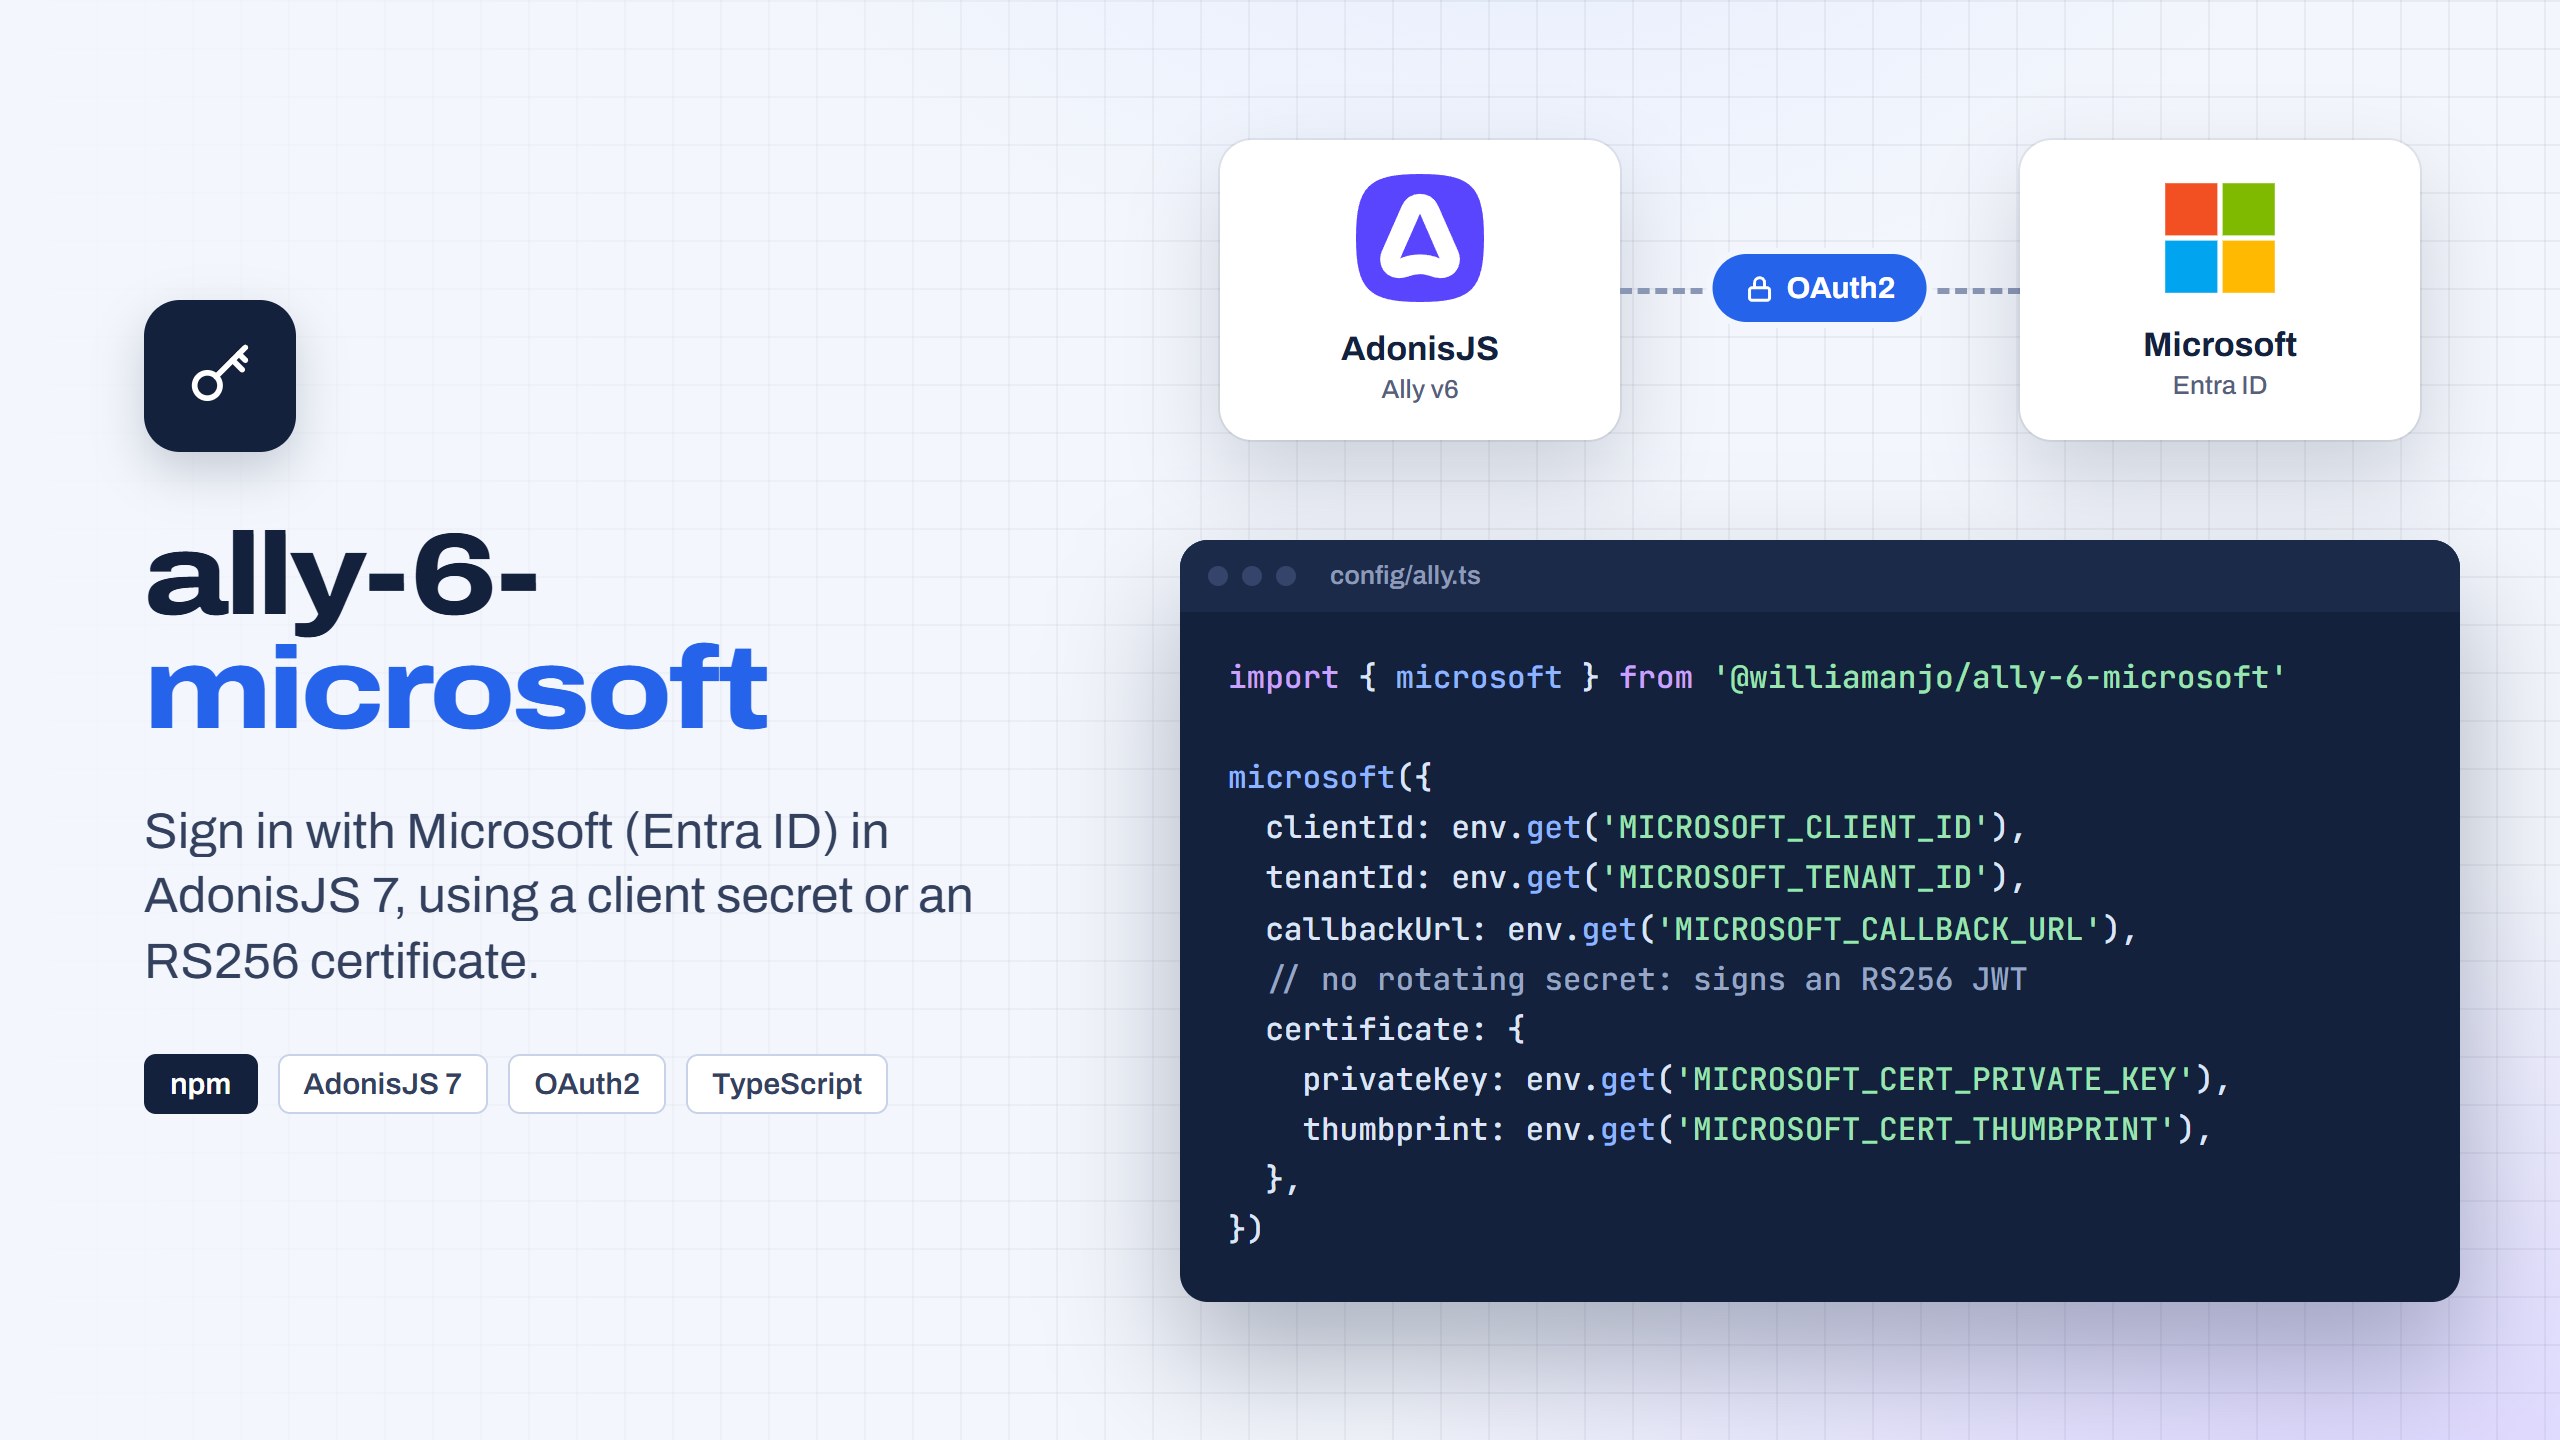 ally-6-
microsoft
Sign in with Microsoft (Entra ID) in
AdonisJS 7, using a client secret or an
RS256 certificate.
npm
AdonisJS 7
OAuth2
TypeScript
AdonisJS
Ally v6
OAuth2
Microsoft
Entra ID
config/ally.ts
import { microsoft } from '@williamanjo/ally-6-microsoft'
microsoft({
  clientId: env.get('MICROSOFT_CLIENT_ID'),
  tenantId: env.get('MICROSOFT_TENANT_ID'),
  callbackUrl: env.get('MICROSOFT_CALLBACK_URL'),
  // no rotating secret: signs an RS256 JWT
  certificate: {
    privateKey: env.get('MICROSOFT_CERT_PRIVATE_KEY'),
    thumbprint: env.get('MICROSOFT_CERT_THUMBPRINT'),
  },
})